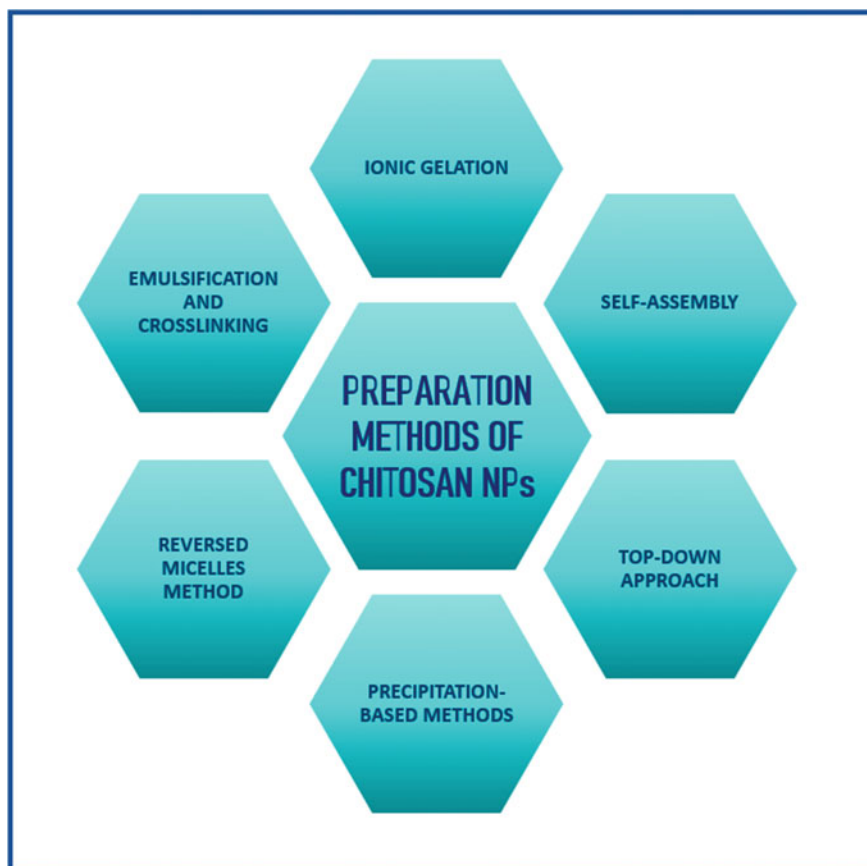 IONIC GELATION
EMULSIFICATION
AND
CROSSLINKING
SELF-ASSEMBLY
PREPARATION
METHODS OF
CHITOSAN NPs
REVERSED
MICELLES
METHOD
TOP-DOWN
APPROACH
PRECIPITATION-
BASED METHODS